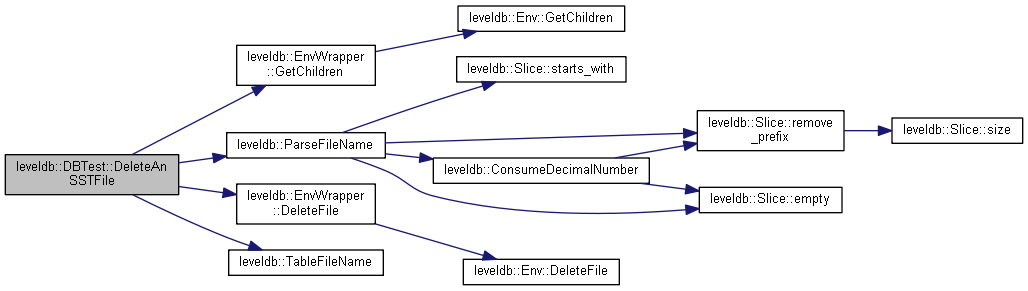 leveldb::DBTest::DeleteAn
SSTFile
leveldb::EnvWrapper
::GetChildren
leveldb::ParseFileName
leveldb::EnvWrapper
::DeleteFile
leveldb::TableFileName
leveldb::Env::GetChildren
leveldb::Slice::starts_with
leveldb::ConsumeDecimalNumber
leveldb::Env::DeleteFile
leveldb::Slice::remove
_prefix
leveldb::Slice::empty
leveldb::Slice::size